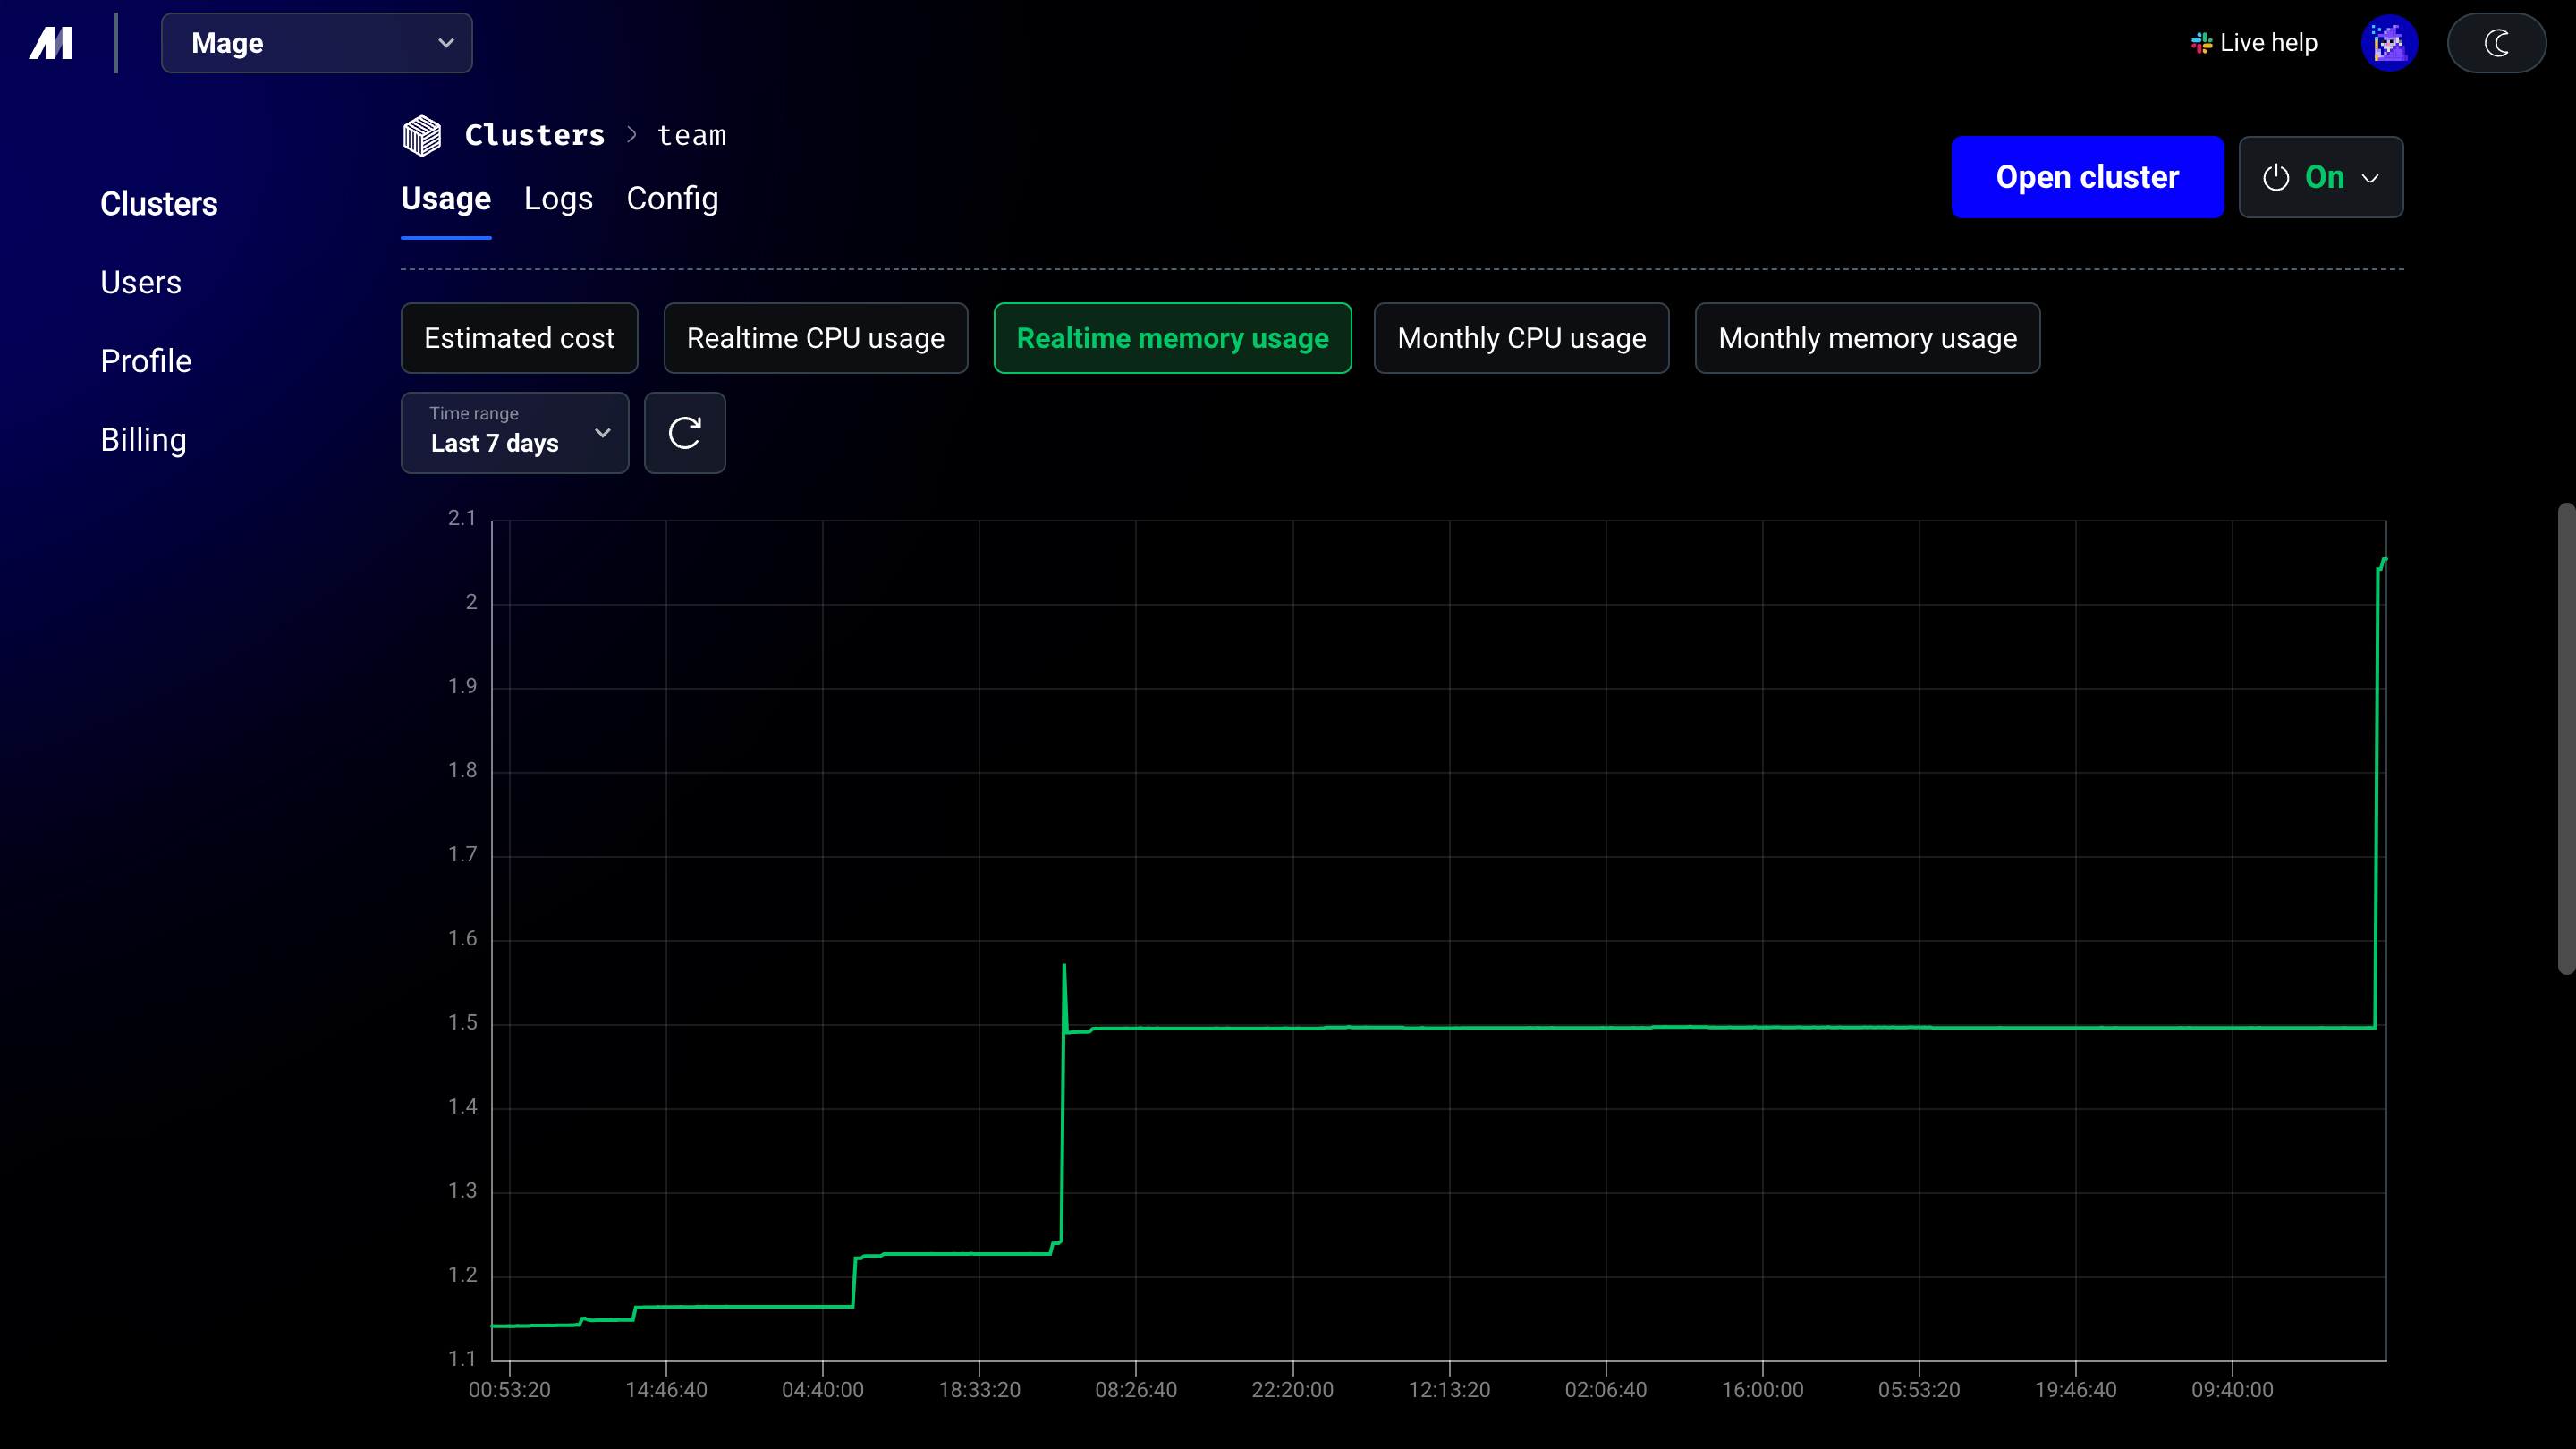 Mage
Live help
Clusters > team
Open cluster
On
Usage
Logs
Config
Clusters
Users
Profile
Billing
Estimated cost
Realtime CPU usage
Realtime memory usage
Monthly CPU usage
Monthly memory usage
Time range
Last 7 days
2.1
2
1.9
1.8
1.7
1.6
1.5
1.4
1.3
1.2
1.1
00:53:20
14:46:40
04:40:00
18:33:20
08:26:40
22:20:00
12:13:20
02:06:40
16:00:00
05:53:20
19:46:40
09:40:00